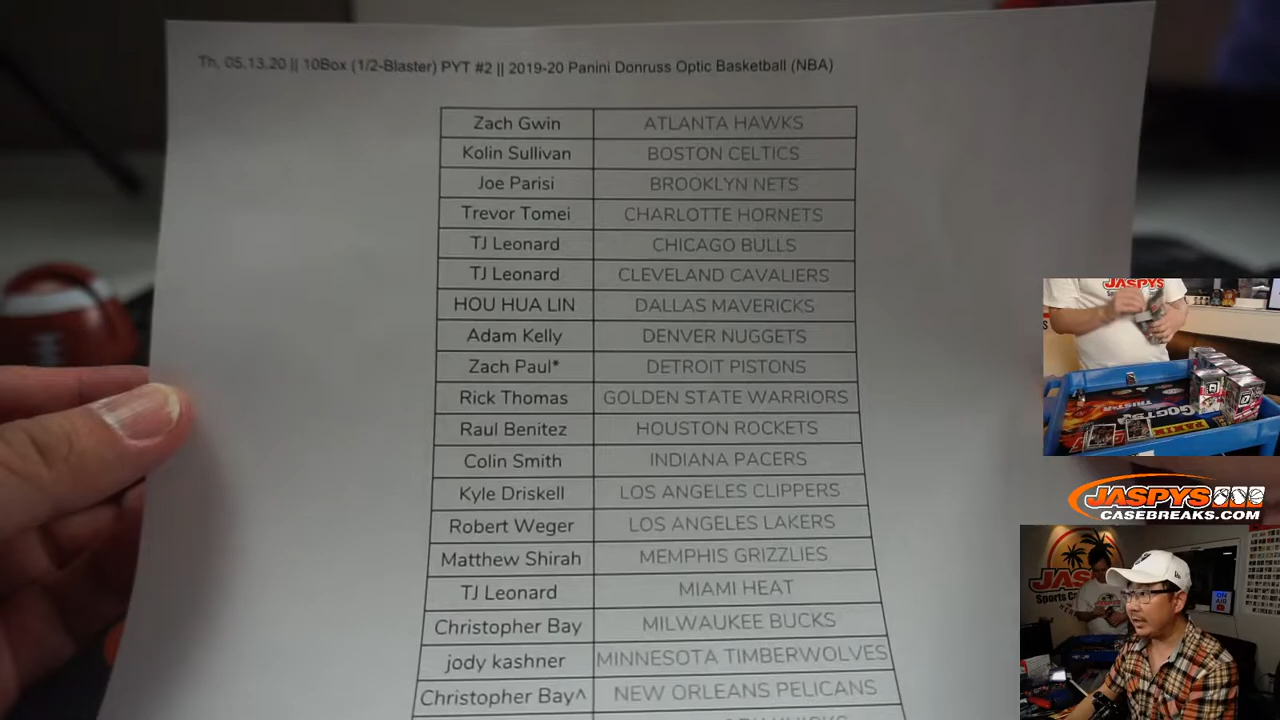 Th, 05.13.20 || 10Box (1/2-Blaster) PYT #2 || 2019-20 Panini Donruss Optic Basketball (NBA)
Zach Gwin ATLANTA HAWKS
Kolin Sullivan BOSTON CELTICS
Joe Parisi BROOKLYN NETS
Trevor Tomei CHARLOTTE HORNETS
TJ Leonard CHICAGO BULLS
TJ Leonard CLEVELAND CAVALIERS
HOU HUA LIN DALLAS MAVERICKS
Adam Kelly DENVER NUGGETS
Zach Paul* DETROIT PISTONS
Rick Thomas GOLDEN STATE WARRIORS
Raul Benitez HOUSTON ROCKETS
Colin Smith INDIANA PACERS
Kyle Driskell LOS ANGELES CLIPPERS
Robert Weger LOS ANGELES LAKERS
Matthew Shirah MEMPHIS GRIZZLIES
TJ Leonard MIAMI HEAT
Christopher Bay MILWAUKEE BUCKS
jody kashner MINNESOTA TIMBERWOLVES
Christopher Bay^ NEW ORLEANS PELICANS
JASPYS
JASPYS
CASEBREAKS.COM
JASPY
Sports
ON
AIR